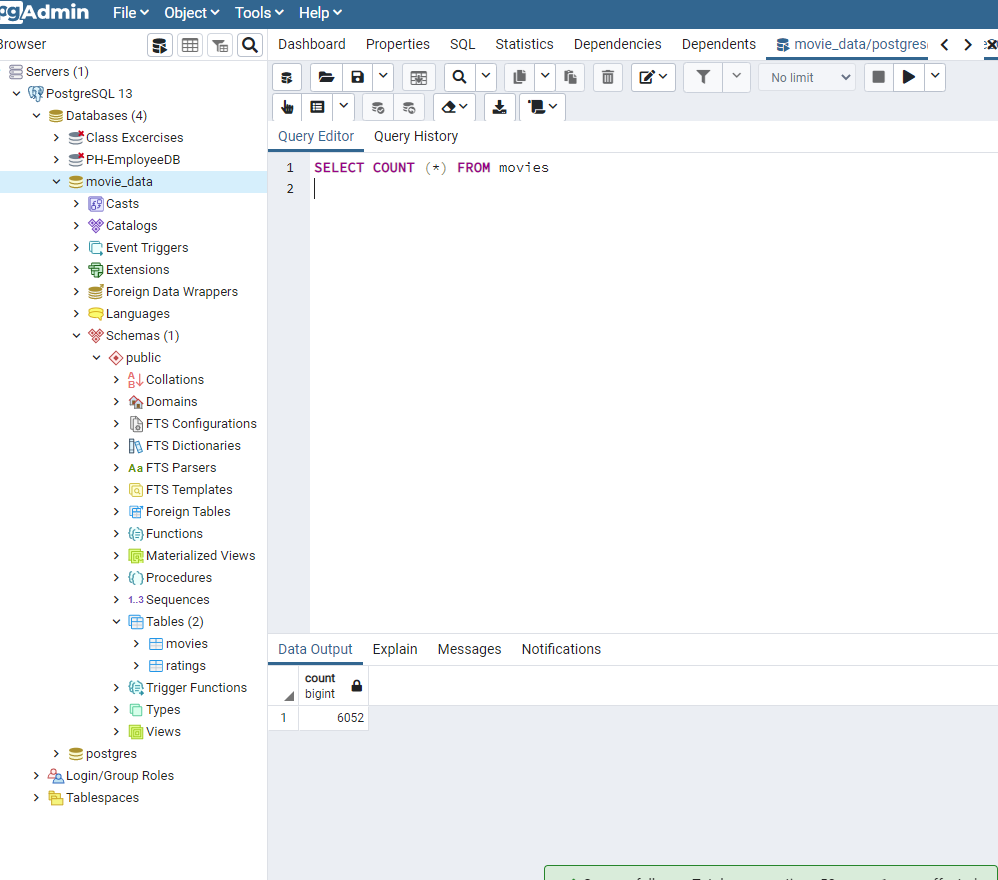 pgAdmin File Object Tools Help
Browser
Dashboard Properties SQL Statistics Dependencies Dependents movie_data/postgres
Servers (1)
PostgreSQL 13
Databases (4)
Class Excercises
PH-EmployeeDB
movie_data
Casts
Catalogs
Event Triggers
Extensions
Foreign Data Wrappers
Languages
Schemas (1)
public
Collations
Domains
FTS Configurations
FTS Dictionaries
Aa FTS Parsers
FTS Templates
Foreign Tables
Functions
Materialized Views
Procedures
1..3 Sequences
Tables (2)
movies
ratings
Trigger Functions
Types
Views
postgres
Login/Group Roles
Tablespaces
No limit
Query Editor Query History
1 SELECT COUNT (*) FROM movies
2
Data Output Explain Messages Notifications
count
bigint
1 6052